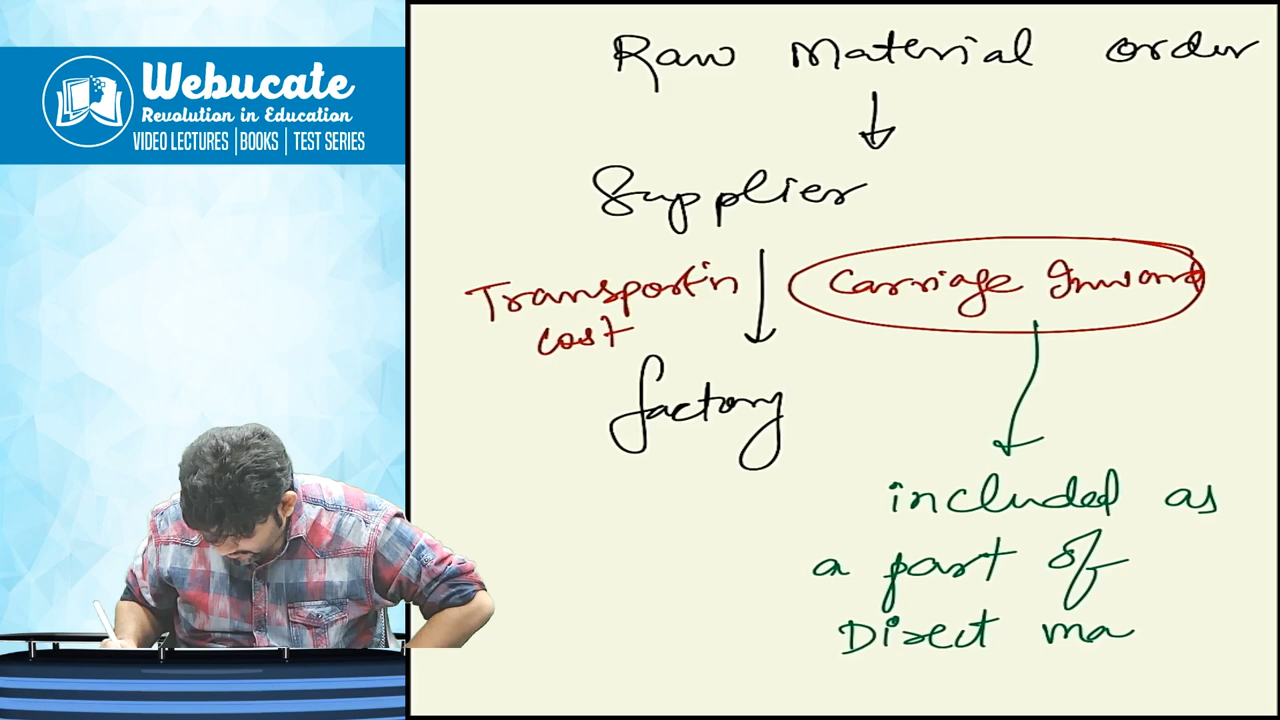 Webucate
Revolution in Education
VIDEO LECTURES | BOOKS | TEST SERIES
Raw Material order
Supplier
Transportin
cost
Carriage Inward
factory
included as
a part of
Direct ma